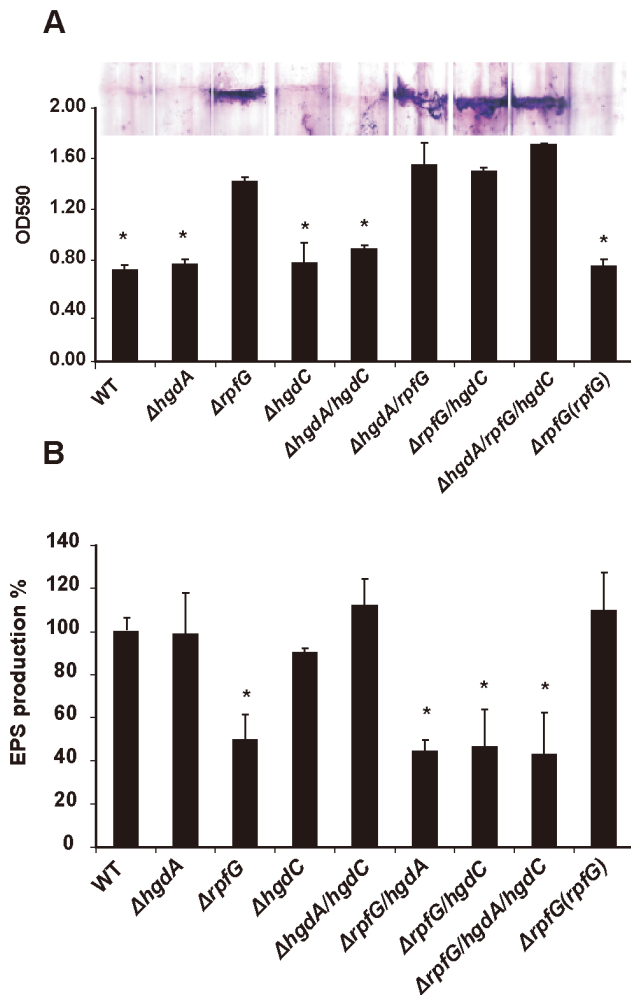 A
2.00
1.60
1.20
0.80
0.40
0.00
OD590
* * * * *
WT
ΔhgdA
ΔrpfG
ΔhgdC
ΔhgdA/hgdC
ΔhgdA/rpfG
ΔrpfG/hgdC
ΔhgdA/rpfG/hgdC
ΔrpfG(rpfG)
B
140
120
100
80
60
40
20
0
EPS production %
* * * *
WT
ΔhgdA
ΔrpfG
ΔhgdC
ΔhgdA/hgdC
ΔrpfG/hgdA
ΔrpfG/hgdC
ΔrpfG/hgdA/hgdC
ΔrpfG(rpfG)